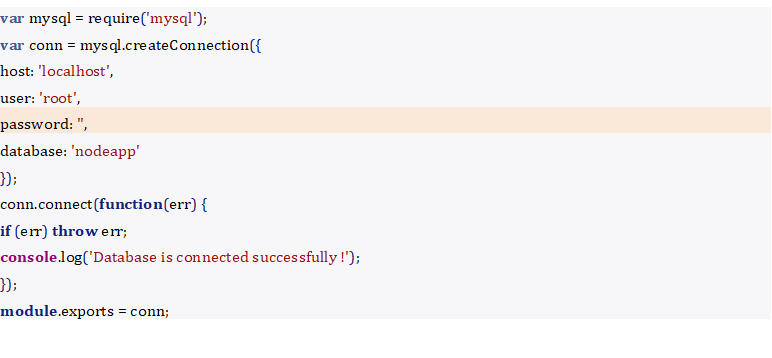 var mysql = require('mysql');
var conn = mysql.createConnection({
host: 'localhost',
user: 'root',
password: '',
database: 'nodeapp'
});
conn.connect(function(err) {
if (err) throw err;
console.log('Database is connected successfully !');
});
module.exports = conn;